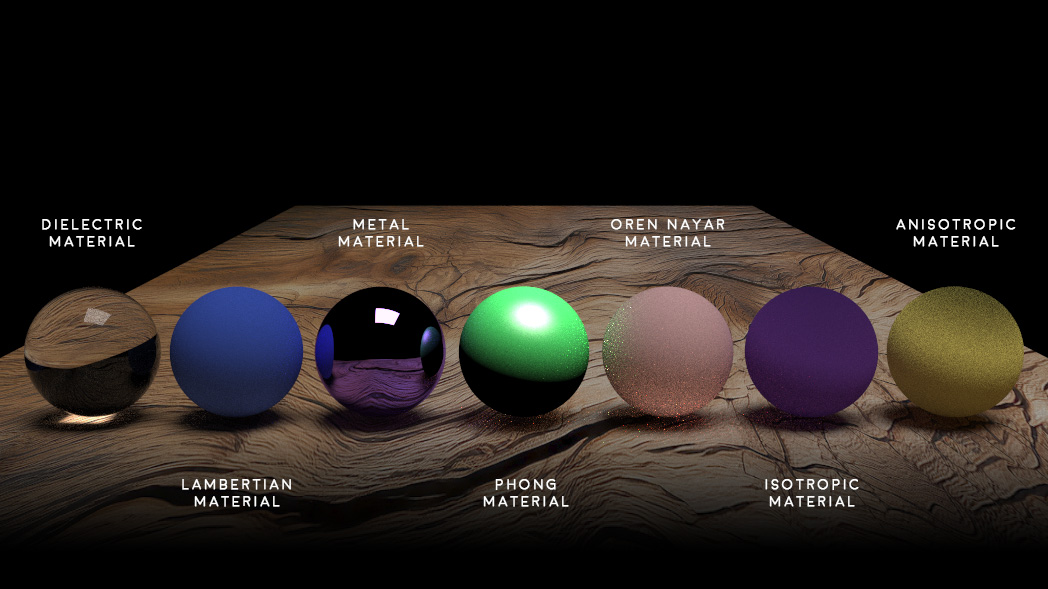 DIELECTRIC
MATERIAL
METAL
MATERIAL
OREN NAYAR
MATERIAL
ANISOTROPIC
MATERIAL
LAMBERTIAN
MATERIAL
PHONG
MATERIAL
ISOTROPIC
MATERIAL